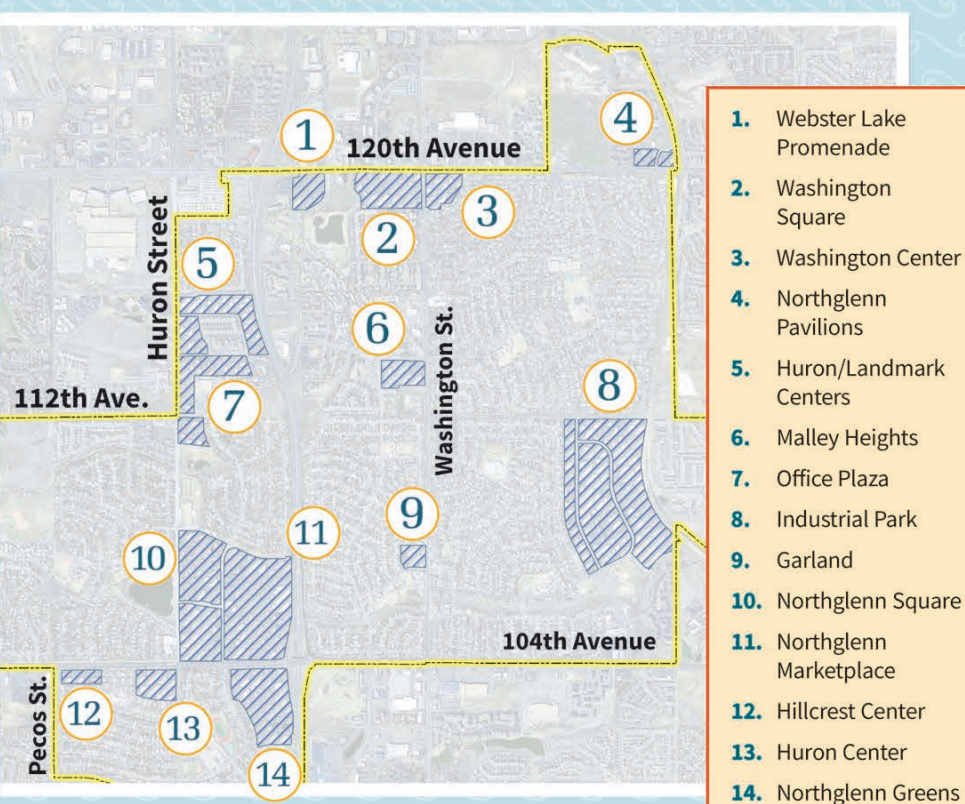 1
120th Avenue
4
2
3
Huron Street
5
6
Washington St.
112th Ave.
7
8
9
10
11
104th Avenue
Pecos St.
12
13
14
1. Webster Lake
Promenade
2. Washington
Square
3. Washington Center
4. Northglenn
Pavilions
5. Huron/Landmark
Centers
6. Malley Heights
7. Office Plaza
8. Industrial Park
9. Garland
10. Northglenn Square
11. Northglenn
Marketplace
12. Hillcrest Center
13. Huron Center
14. Northglenn Greens